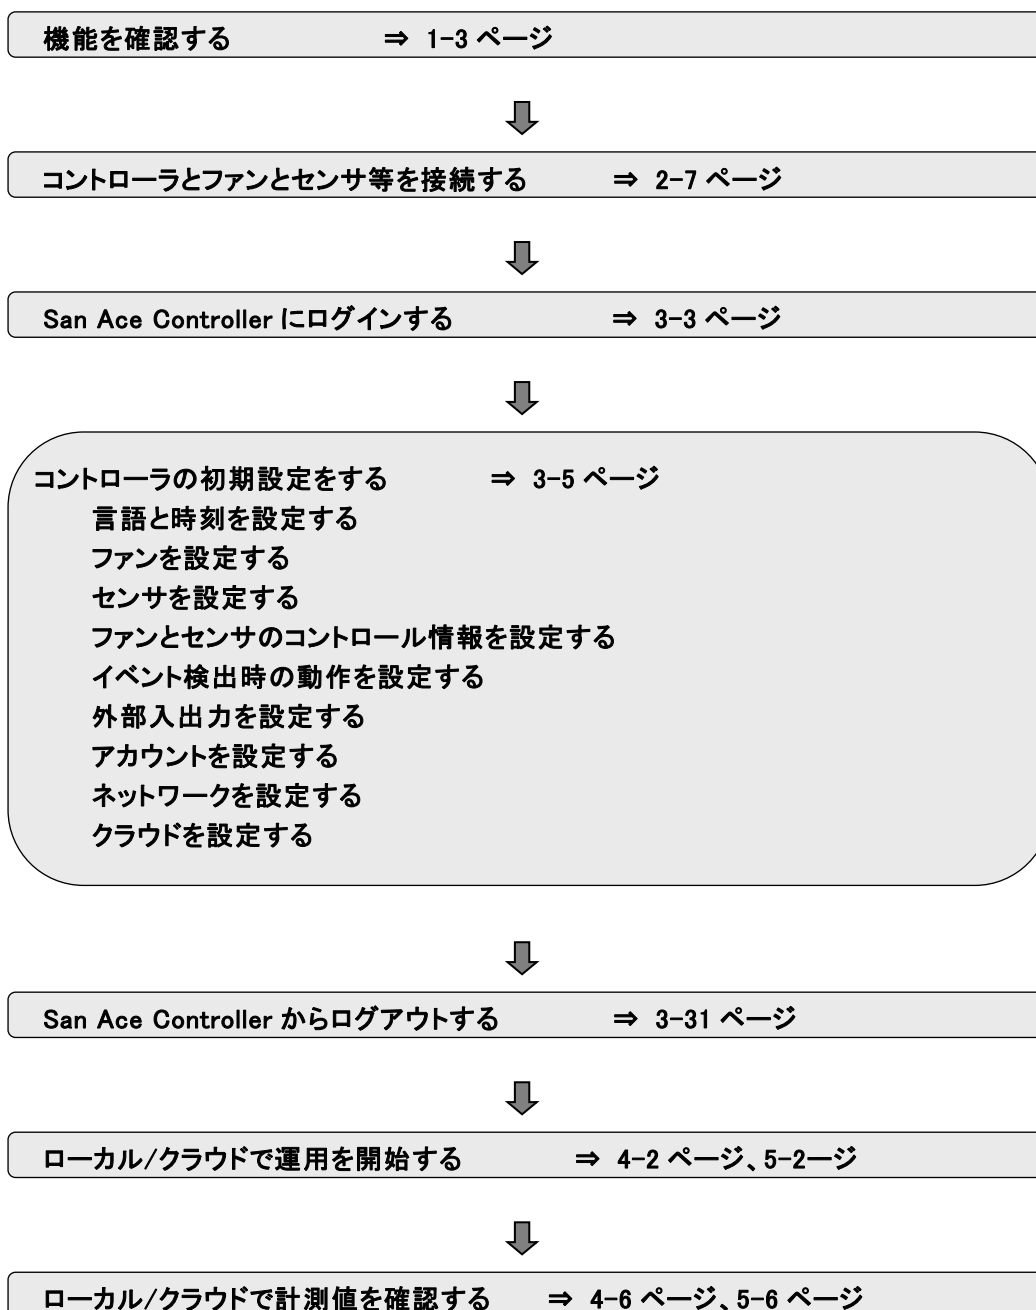 機能を確認する ⇒ 1-3 ページ
コントローラとファンとセンサ等を接続する ⇒ 2-7 ページ
San Ace Controller にログインする ⇒ 3-3 ページ
コントローラの初期設定をする ⇒ 3-5 ページ
言語と時刻を設定する
ファンを設定する
センサを設定する
ファンとセンサのコントロール情報を設定する
イベント検出時の動作を設定する
外部入出力を設定する
アカウントを設定する
ネットワークを設定する
クラウドを設定する
San Ace Controller からログアウトする ⇒ 3-31 ページ
ローカル/クラウドで運用を開始する ⇒ 4-2 ページ、5-2ージ
ローカル/クラウドで計測値を確認する ⇒ 4-6 ページ、5-6 ページ